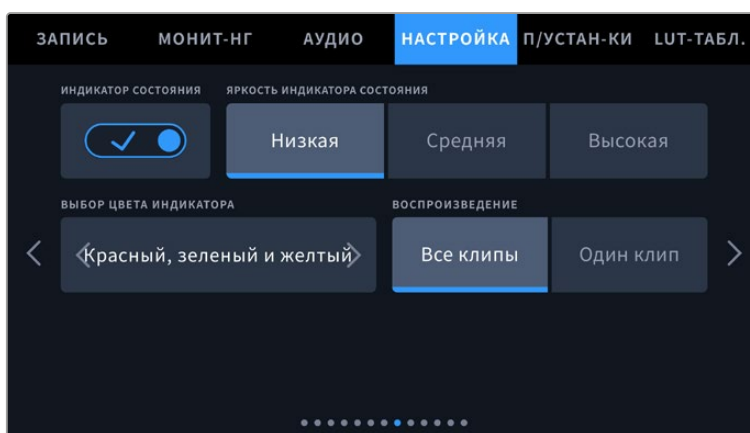 ЗАПИСЬ МОНИТ-НГ АУДИО НАСТРОЙКА П/УСТАН-КИ LUT-ТАБЛ.
ИНДИКАТОР СОСТОЯНИЯ ЯРКОСТЬ ИНДИКАТОРА СОСТОЯНИЯ
Низкая Средняя Высокая
ВЫБОР ЦВЕТА ИНДИКАТОРА ВОСПРОИЗВЕДЕНИЕ
Красный, зеленый и желтый Все клипы Один клип